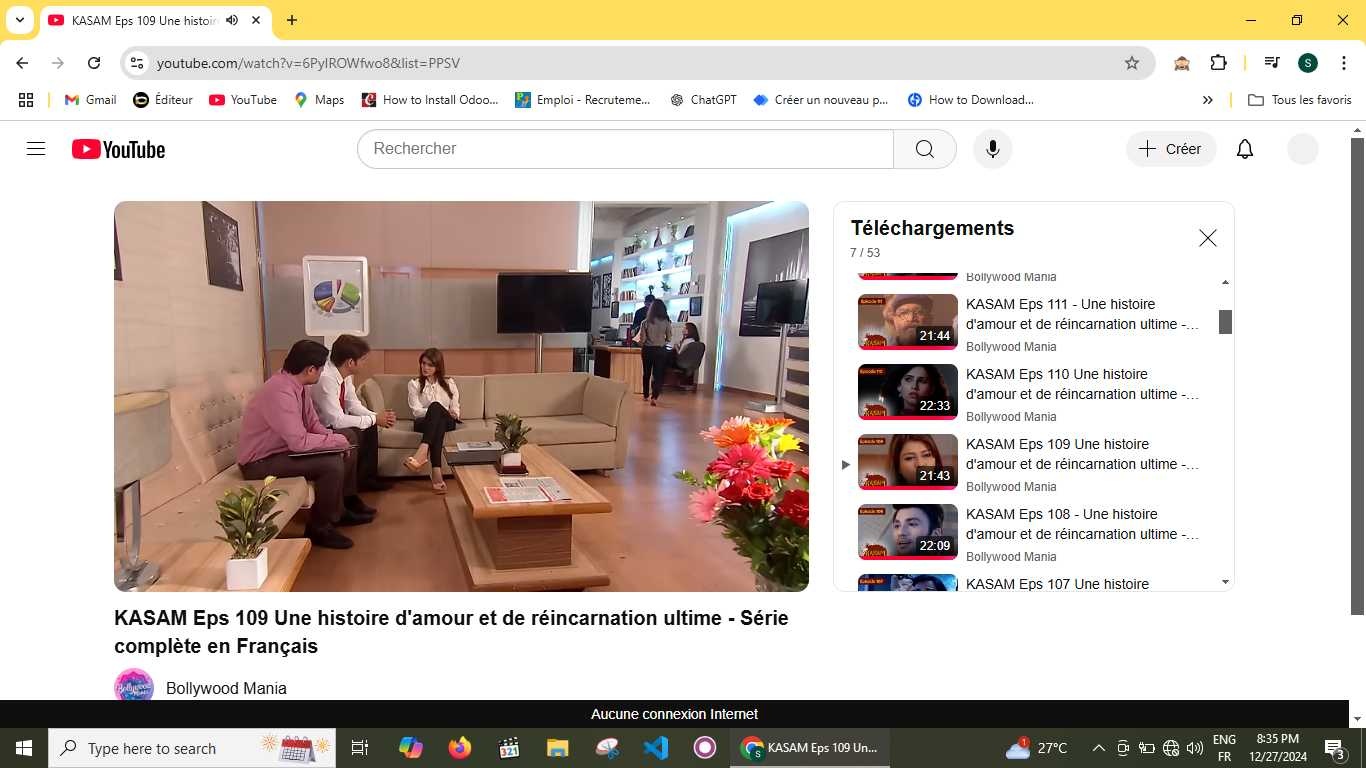 KASAM Eps 109 Une histoir
youtube.com/watch?v=6PyIROWfwo8&list=PPSV
S
Gmail
Éditeur
YouTube
Maps
How to Install Odoo...
Emploi - Recruteme...
ChatGPT
Créer un nouveau p...
How to Download...
Tous les favoris
YouTube
Rechercher
Créer
Téléchargements
7 / 53
Bollywood Mania
KASAM Eps 111 - Une histoire
d'amour et de réincarnation ultime -...
21:44
Bollywood Mania
KASAM Eps 110 Une histoire
d'amour et de réincarnation ultime -...
22:33
Bollywood Mania
KASAM Eps 109 Une histoire
d'amour et de réincarnation ultime -...
21:43
Bollywood Mania
KASAM Eps 108 - Une histoire
d'amour et de réincarnation ultime -...
22:09
Bollywood Mania
KASAM Eps 107 Une histoire
KASAM Eps 109 Une histoire d'amour et de réincarnation ultime - Série
complète en Français
Bollywood Mania
Aucune connexion Internet
Type here to search
321
KASAM Eps 109 Un...
1
27°C
ENG
FR
8:35 PM
12/27/2024
3